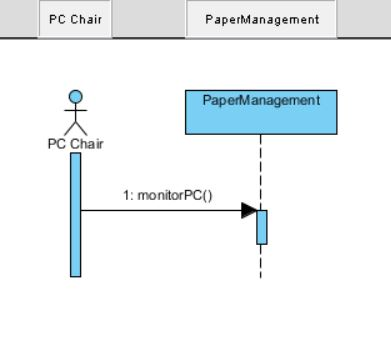 PC Chair
PaperManagement
PaperManagement
PC Chair
1: monitorPC()